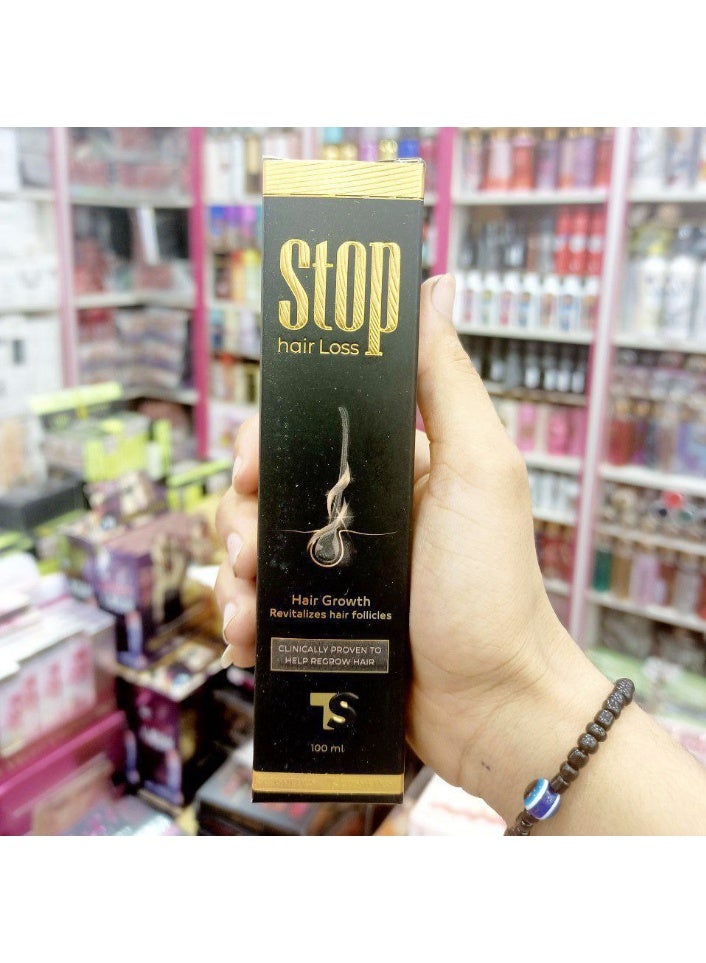 Stop
hair Loss
Hair Growth
Revitalizes hair follicles
CLINICALLY PROVEN TO
HELP REGROW HAIR
TS
100 ml